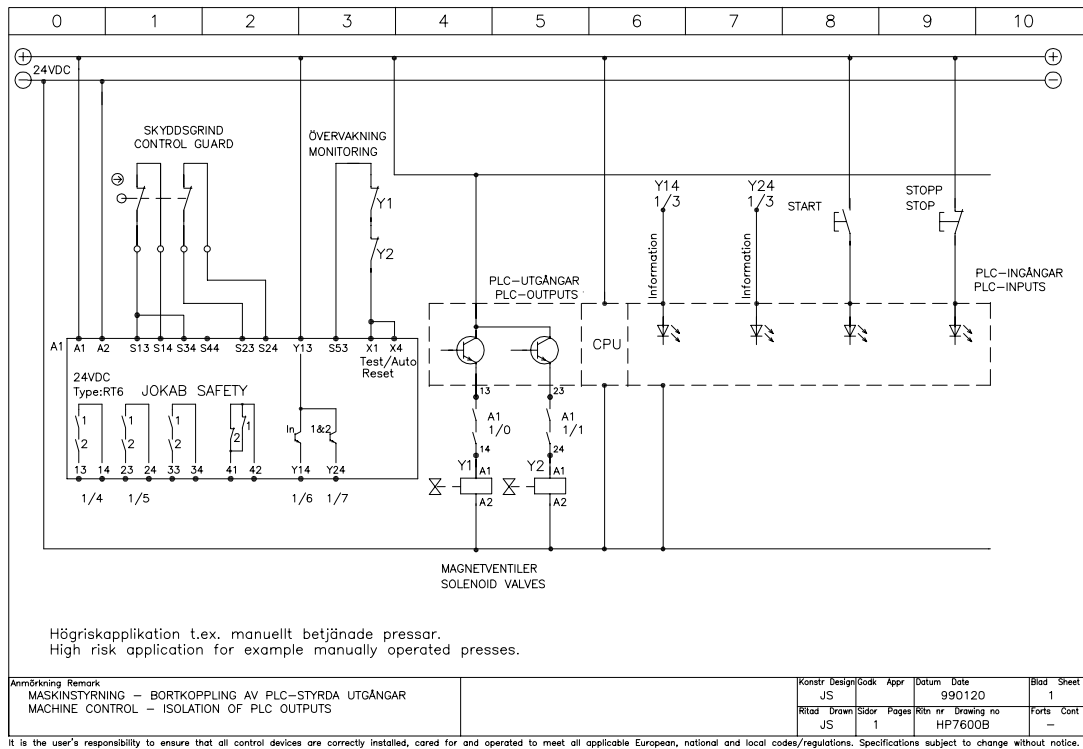 0 1 2 3 4 5 6 7 8 9 10
24VDC
SKYDDSGRIND
CONTROL GUARD
ÖVERVAKNING
MONITORING
Y1
Y2
Y14
1/3
Y24
1/3
START
STOPP
STOP
Information
Information
PLC-UTGÅNGAR
PLC-OUTPUTS
PLC-INGÅNGAR
PLC-INPUTS
CPU
A1 A1 A2 S13 S14 S34 S44 S23 S24 Y13 S53 X1 X4
Test/Auto
Reset
24VDC
Type:RT6 JOKAB SAFETY
1 1 1 2 1 In 1&2
2 2 2
13 14 23 24 33 34 41 42 Y14 Y24
1/4 1/5 1/6 1/7
13 23
A1
1/0
A1
1/1
14 24
Y1 A1 Y2 A1
A2 A2
MAGNETVENTILER
SOLENOID VALVES
Högriskapplikation t.ex. manuellt betjänade pressar.
High risk application for example manually operated presses.
Anmörkning Remark
MASKINSTYRNING – BORTKOPPLING AV PLC-STYRDA UTGÅNGAR
MACHINE CONTROL – ISOLATION OF PLC OUTPUTS
Konstr Design Godk Appr Datum Date Blad Sheet
JS 990120 1
Ritad Drawn Sidor Pages Ritn nr Drawing no Forts Cont
JS 1 HP7600B –
It is the user's responsibility to ensure that all control devices are correctly installed, cared for and operated to meet all applicable European, national and local codes/regulations. Specifications subject to change without notice.